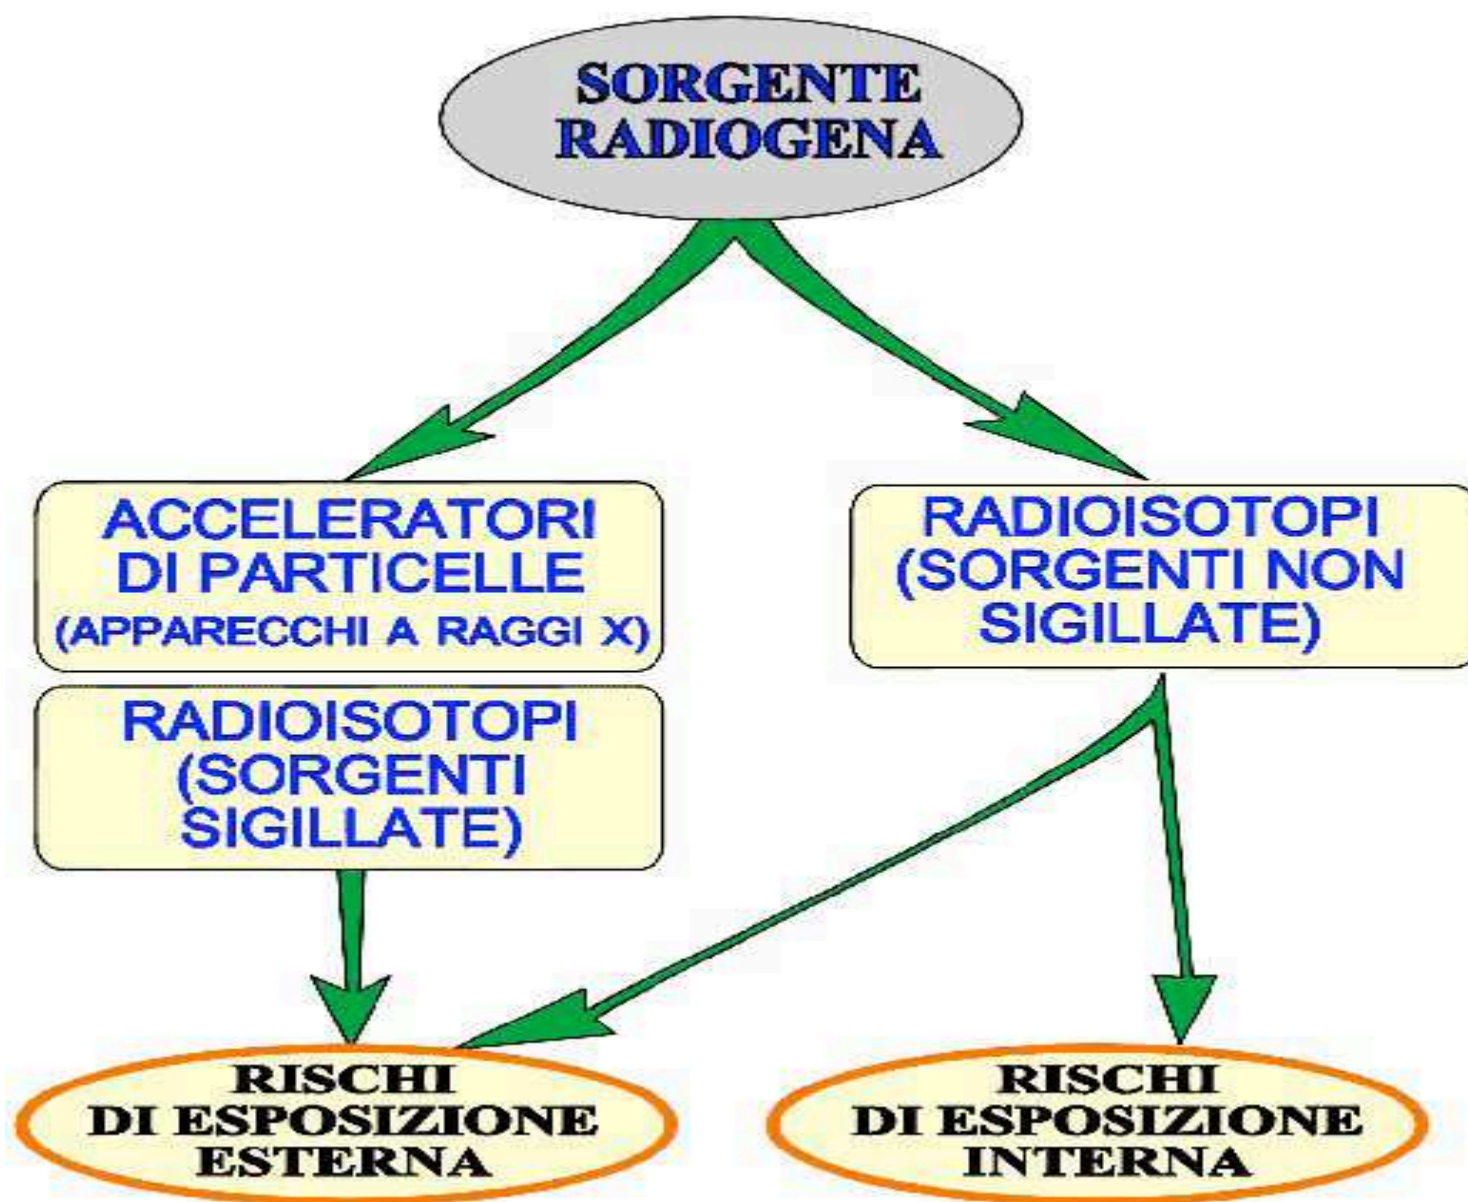 SORGENTE
RADIOGENA
ACCELERATORI
DI PARTICELLE
(APPARECCHI A RAGGI X)
RADIOISOTOPI
(SORGENTI
SIGILLATE)
RADIOISOTOPI
(SORGENTI NON
SIGILLATE)
RISCHI
DI ESPOSIZIONE
ESTERNA
RISCHI
DI ESPOSIZIONE
INTERNA